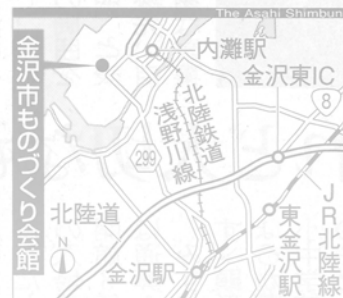 The Asahi Shimbun
金沢市ものづくり会館
内灘駅
金沢東IC
8
北陸鉄道
浅野川線
299
北陸道
N
金沢駅
東金沢駅
JR北陸線